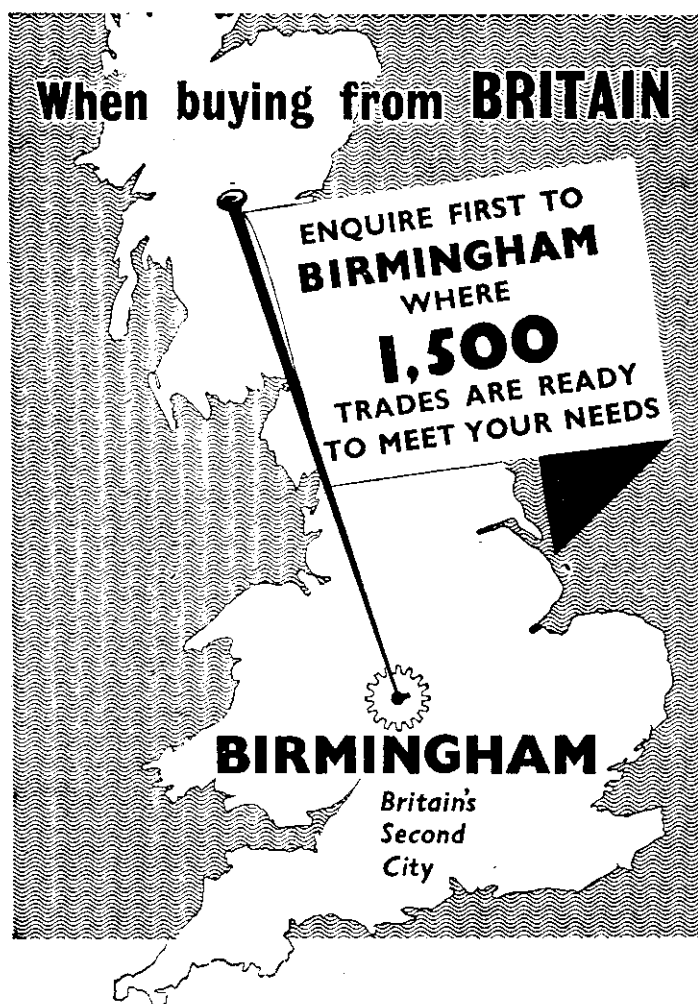 When buying from BRITAIN
ENQUIRE FIRST TO
BIRMINGHAM
WHERE
1,500
TRADES ARE READY
TO MEET YOUR NEEDS
BIRMINGHAM
Britain's
Second
City